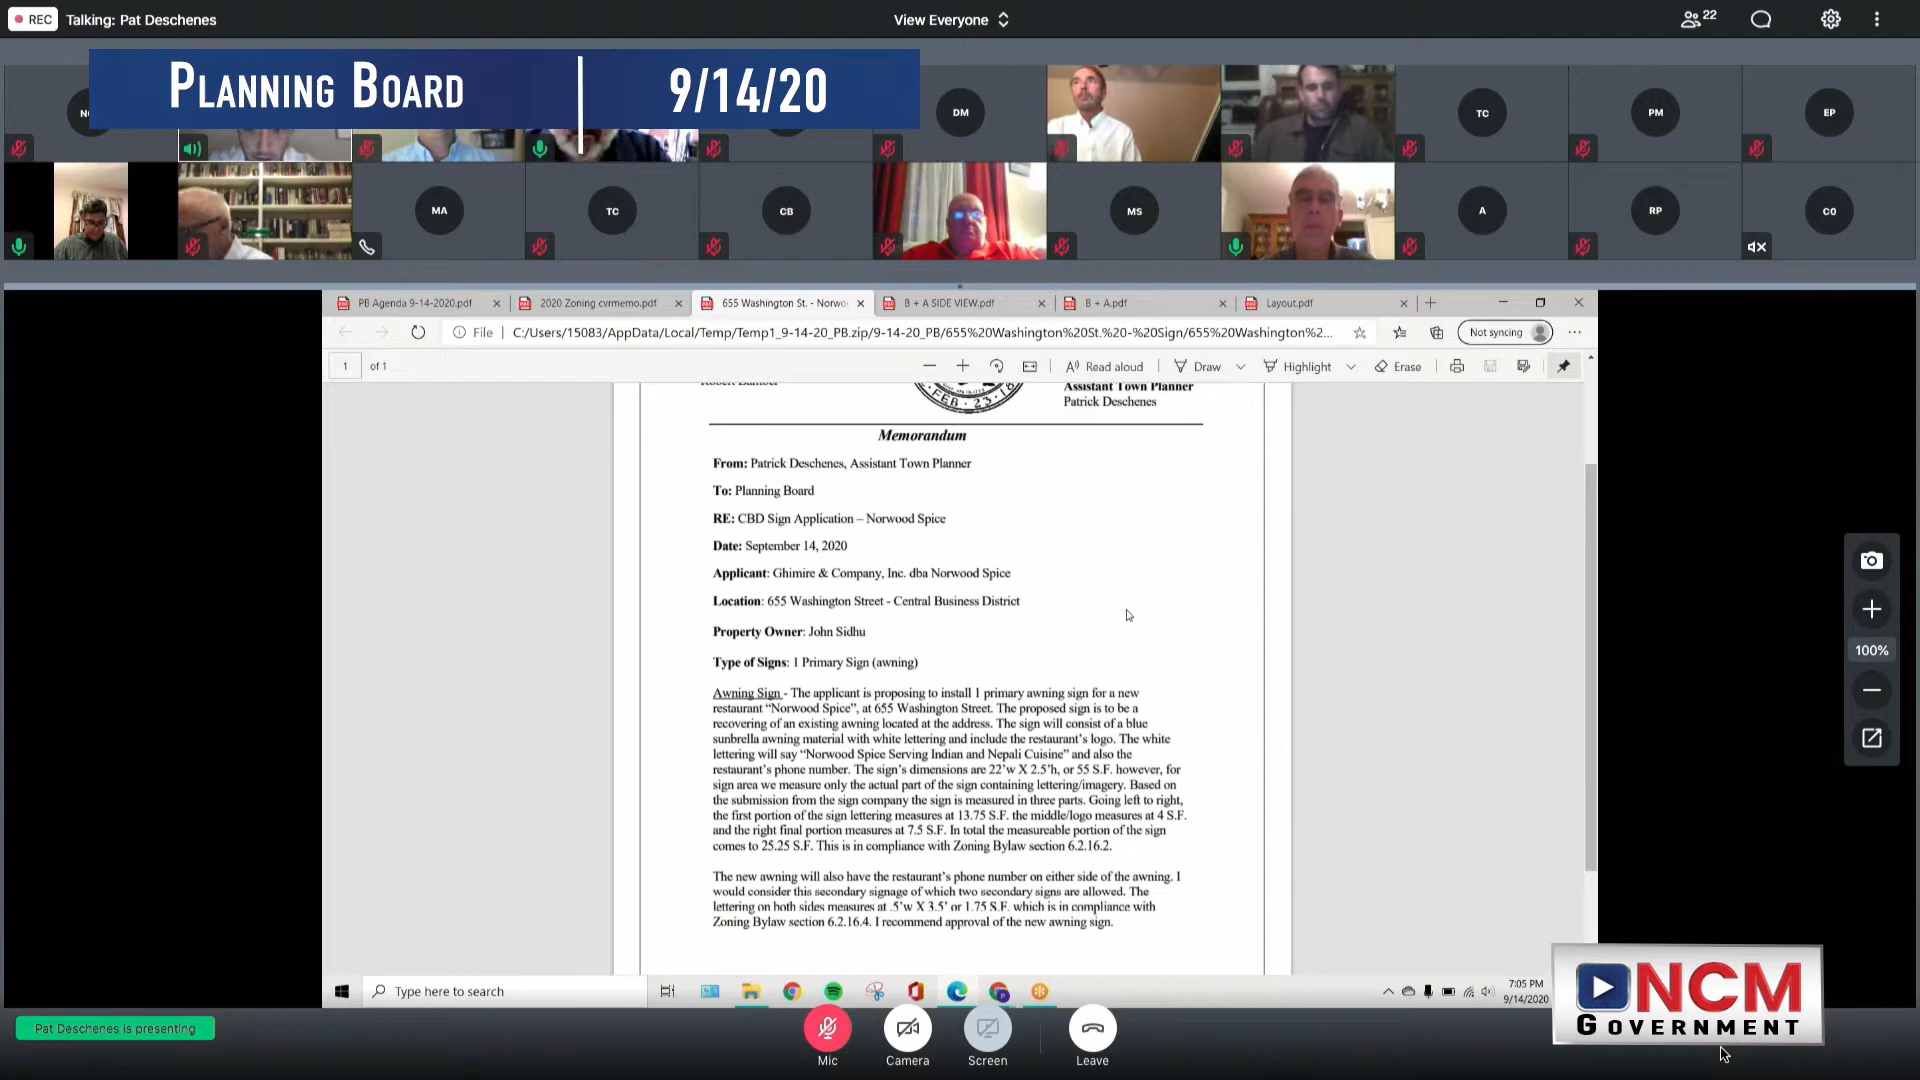 REC Talking: Pat Deschenes
View Everyone
22
PLANNING BOARD
9/14/20
DM
TC
PM
EP
MA
TC
CB
MS
A
RP
CO
PB Agenda 9-14-2020.pdf
2020 Zoning cvrmemo.pdf
655 Washington St. - Norwo
B + A SIDE VIEW.pdf
B + A.pdf
Layout.pdf
File C:/Users/15083/AppData/Local/Temp/Temp1_9-14-20_PB.zip/9-14-20_PB/655%20Washington%20St.%20-%20Sign/655%20Washington%2...
Not syncing
1 of 1
Read aloud
Draw
Highlight
Erase
FEB · 23 · 18
Assistant Town Planner
Patrick Deschenes
Memorandum
From: Patrick Deschenes, Assistant Town Planner
To: Planning Board
RE: CBD Sign Application – Norwood Spice
Date: September 14, 2020
Applicant: Ghimire & Company, Inc. dba Norwood Spice
Location: 655 Washington Street - Central Business District
Property Owner: John Sidhu
Type of Signs: 1 Primary Sign (awning)
Awning Sign - The applicant is proposing to install 1 primary awning sign for a new
restaurant “Norwood Spice”, at 655 Washington Street. The proposed sign is to be a
recovering of an existing awning located at the address. The sign will consist of a blue
sunbrella awning material with white lettering and include the restaurant’s logo. The white
lettering will say “Norwood Spice Serving Indian and Nepali Cuisine” and also the
restaurant’s phone number. The sign’s dimensions are 22’w X 2.5’h, or 55 S.F. however, for
sign area we measure only the actual part of the sign containing lettering/imagery. Based on
the submission from the sign company the sign is measured in three parts. Going left to right,
the first portion of the sign lettering measures at 13.75 S.F. the middle/logo measures at 4 S.F.
and the right final portion measures at 7.5 S.F. In total the measureable portion of the sign
comes to 25.25 S.F. This is in compliance with Zoning Bylaw section 6.2.16.2.
The new awning will also have the restaurant’s phone number on either side of the awning. I
would consider this secondary signage of which two secondary signs are allowed. The
lettering on both sides measures at .5’w X 3.5’ or 1.75 S.F. which is in compliance with
Zoning Bylaw section 6.2.16.4. I recommend approval of the new awning sign.
100%
Type here to search
7:05 PM
9/14/2020
Pat Deschenes is presenting
Mic
Camera
Screen
Leave
NCM
GOVERNMENT